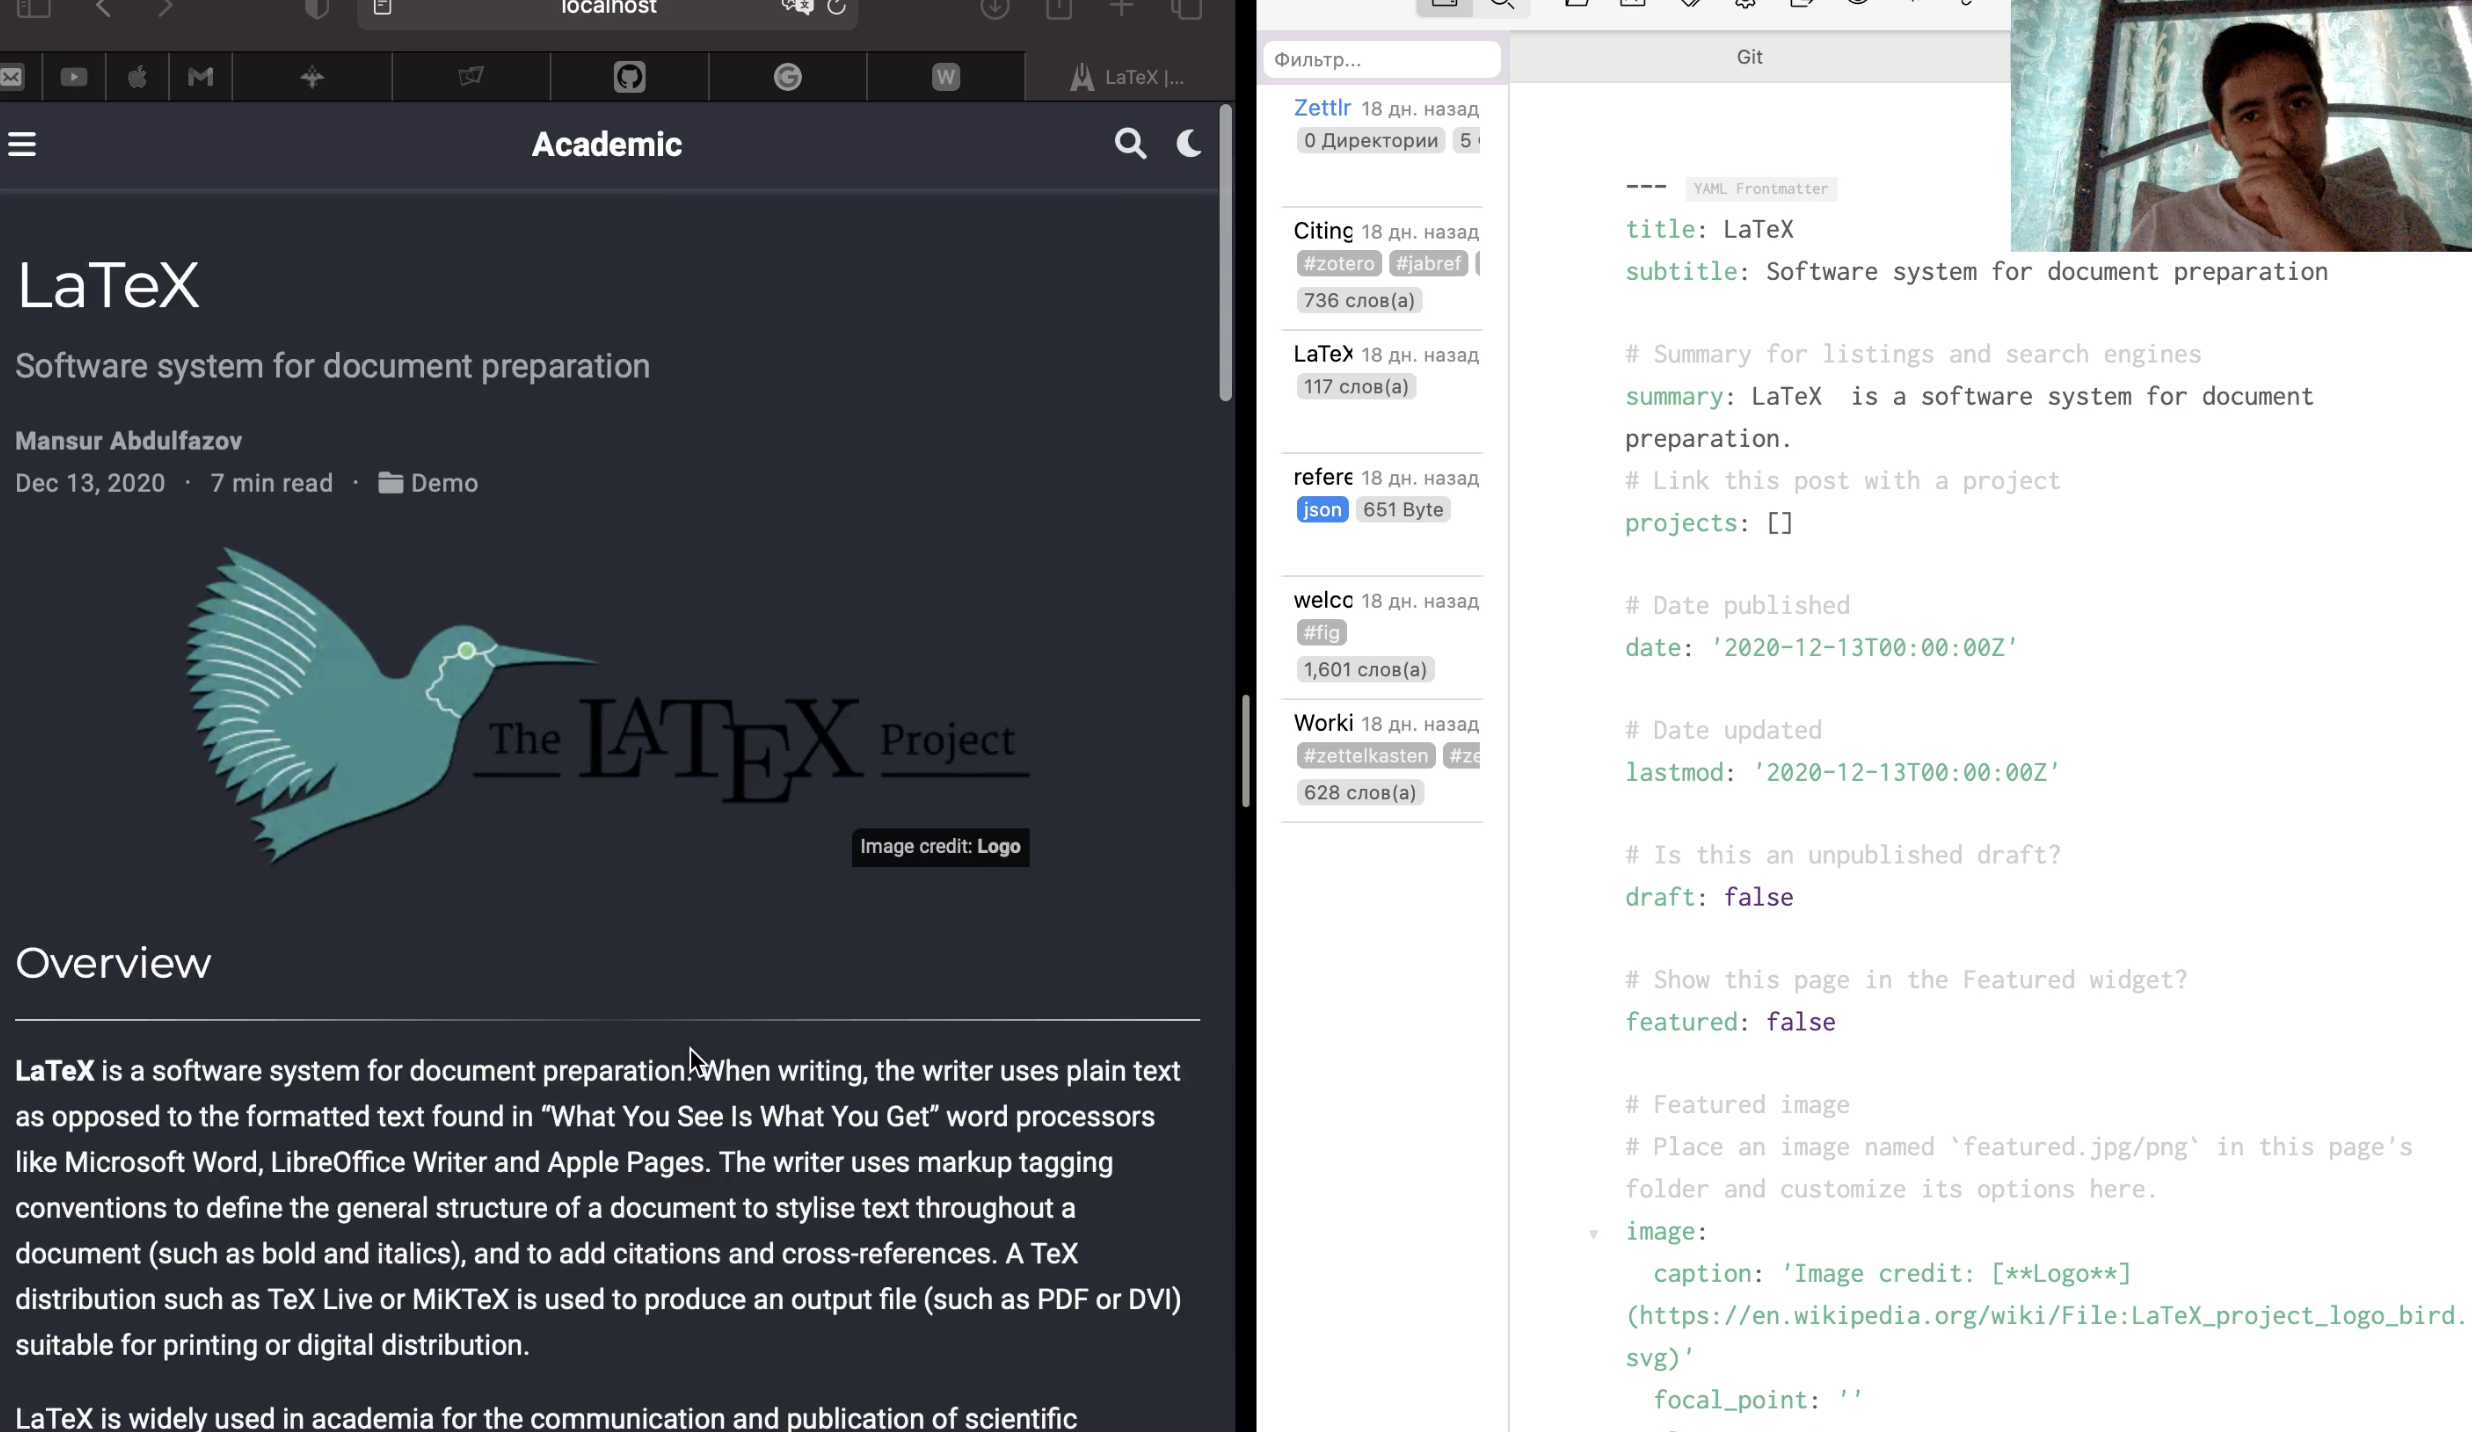 localhost
W
LaTeX |...
Academic
LaTeX
Software system for document preparation
Mansur Abdulfazov
Dec 13, 2020 · 7 min read · Demo
The LATEX Project
Image credit: Logo
Overview
LaTeX is a software system for document preparation. When writing, the writer uses plain text
as opposed to the formatted text found in “What You See Is What You Get” word processors
like Microsoft Word, LibreOffice Writer and Apple Pages. The writer uses markup tagging
conventions to define the general structure of a document to stylise text throughout a
document (such as bold and italics), and to add citations and cross-references. A TeX
distribution such as TeX Live or MiKTeX is used to produce an output file (such as PDF or DVI)
suitable for printing or digital distribution.
LaTeX is widely used in academia for the communication and publication of scientific
Фильтр...
Zettlr 18 дн. назад
0 Директории 5
Citing 18 дн. назад
#zotero #jabref
736 слов(а)
LaTeX 18 дн. назад
117 слов(а)
refere 18 дн. назад
json 651 Byte
welco 18 дн. назад
#fig
1,601 слов(а)
Worki 18 дн. назад
#zettelkasten #ze
628 слов(а)
Git
--- YAML Frontmatter
title: LaTeX
subtitle: Software system for document preparation
# Summary for listings and search engines
summary: LaTeX  is a software system for document
preparation.
# Link this post with a project
projects: []
# Date published
date: '2020-12-13T00:00:00Z'
# Date updated
lastmod: '2020-12-13T00:00:00Z'
# Is this an unpublished draft?
draft: false
# Show this page in the Featured widget?
featured: false
# Featured image
# Place an image named `featured.jpg/png` in this page's
folder and customize its options here.
image:
caption: 'Image credit: [**Logo**]
(https://en.wikipedia.org/wiki/File:LaTeX_project_logo_bird.
svg)'
focal_point: ''